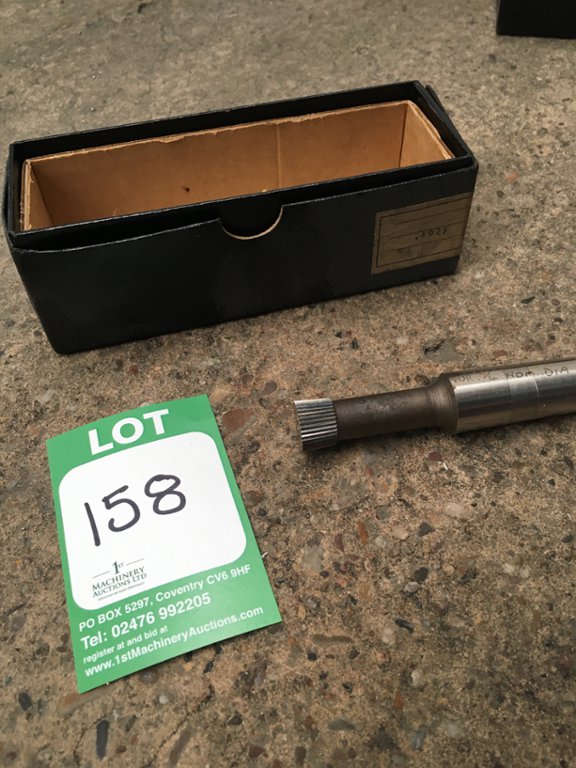 LOT
158
1ST
MACHINERY
AUCTIONS LTD
PO BOX 5297, Coventry CV6 9HF
Tel: 02476 992205
register at and bid at
www.1stMachineryAuctions.com
NOM DIA